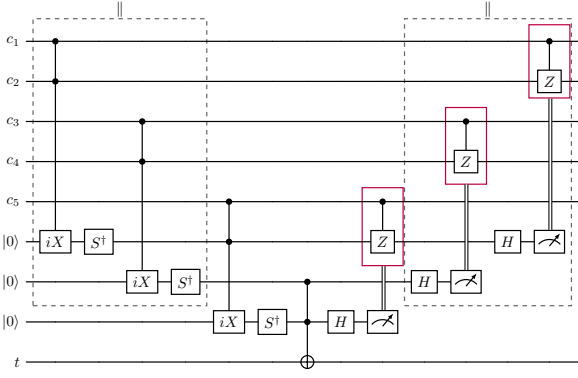 ||
||
c₁
c₂ Z
c₃
c₄ Z
c₅
|0⟩ iX S† Z H
|0⟩ iX S† H
|0⟩ iX S† H
t